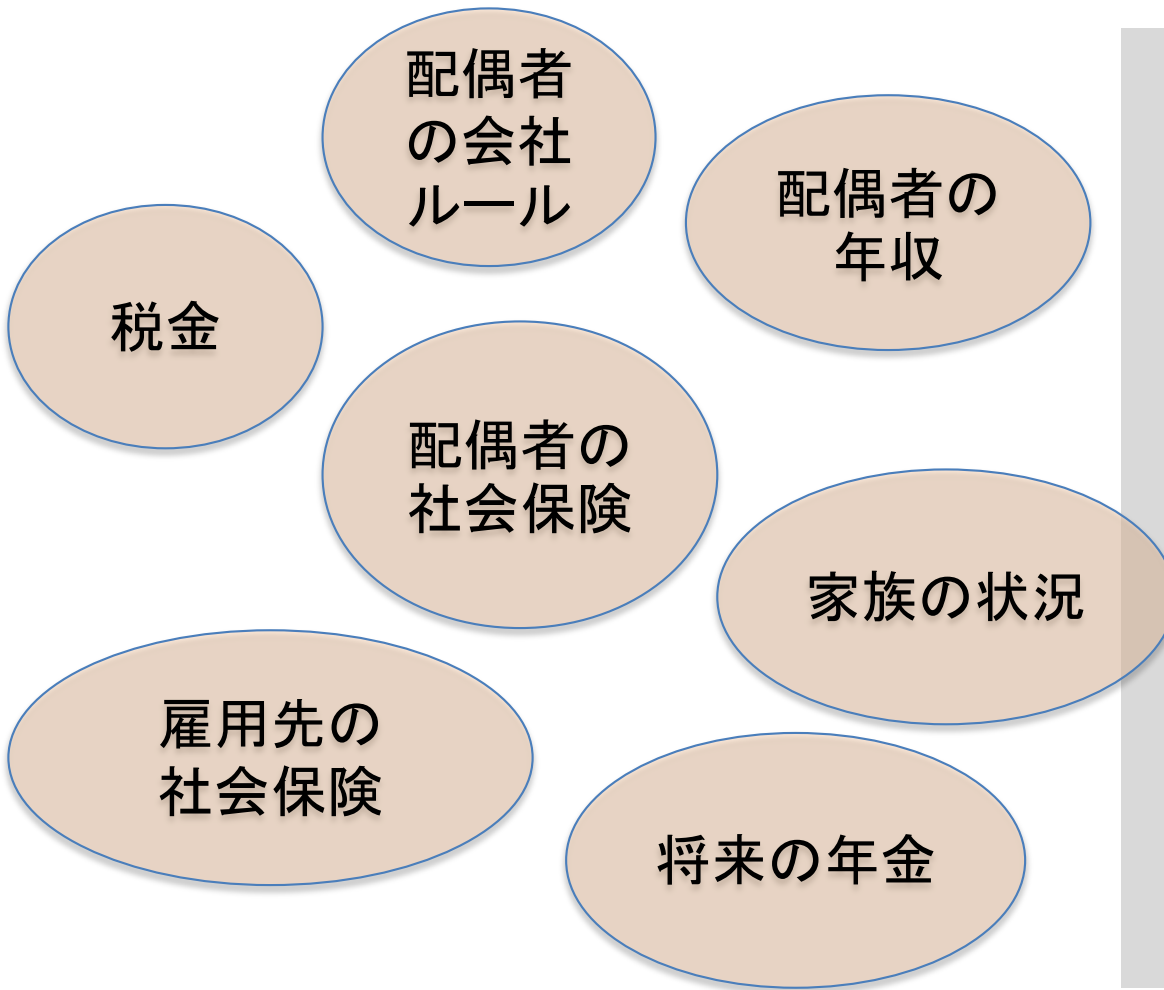 配偶者
の会社
ルール
配偶者の
年収
税金
配偶者の
社会保険
家族の状況
雇用先の
社会保険
将来の年金